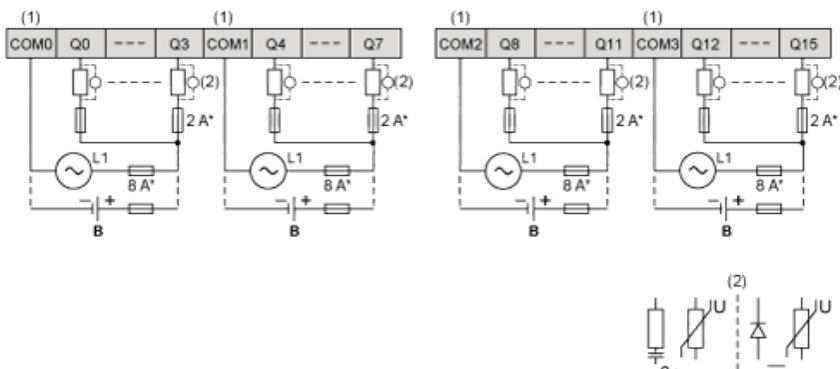 (1) (1) (1) (1)
COM0 Q0 --- Q3 COM1 Q4 --- Q7 COM2 Q8 --- Q11 COM3 Q12 --- Q15
(2) (2) (2) (2)
2 A* 2 A* 2 A* 2 A*
L1 L1 L1 L1
8 A* 8 A* 8 A* 8 A*
− + − + − + − +
B B B B
(2)
U U